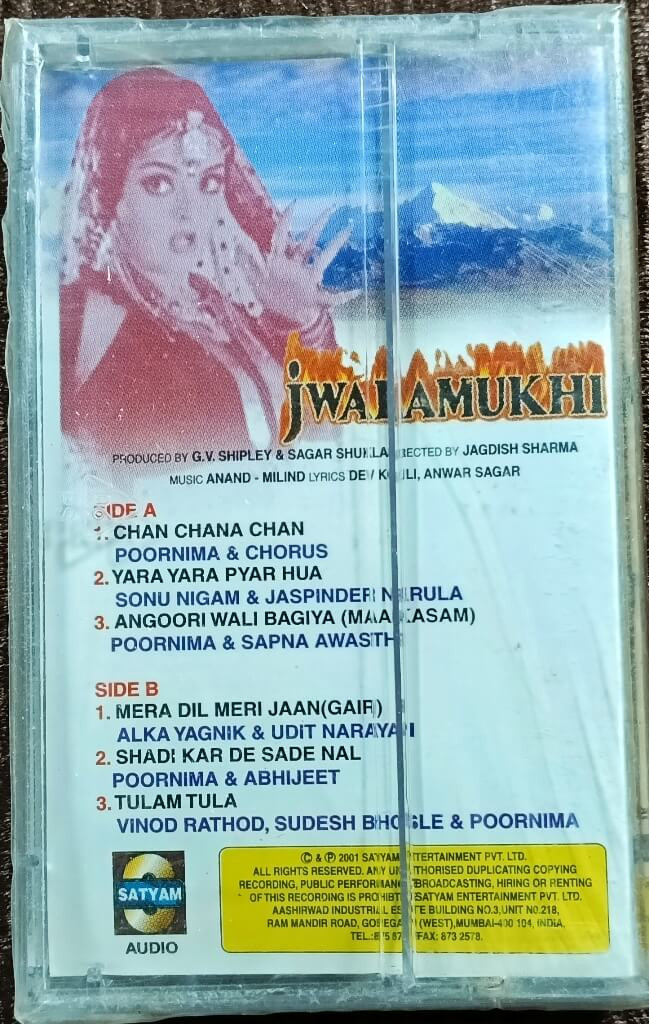 JWALAMUKHI
PRODUCED BY G.V. SHIPLEY & SAGAR SHUKLA DIRECTED BY JAGDISH SHARMA
MUSIC ANAND - MILIND LYRICS DEV KOHLI, ANWAR SAGAR
SIDE A
1. CHAN CHANA CHAN
POORNIMA & CHORUS
2. YARA YARA PYAR HUA
SONU NIGAM & JASPINDER NARULA
3. ANGOORI WALI BAGIYA (MAA KASAM)
POORNIMA & SAPNA AWASTHI
SIDE B
1. MERA DIL MERI JAAN(GAIR)
ALKA YAGNIK & UDIT NARAYAN
2. SHADI KAR DE SADE NAL
POORNIMA & ABHIJEET
3. TULAM TULA
VINOD RATHOD, SUDESH BHOSLE & POORNIMA
SATYAM
AUDIO
© & ℗ 2001 SATYAM ENTERTAINMENT PVT. LTD.
ALL RIGHTS RESERVED. ANY UNAUTHORISED DUPLICATING COPYING
RECORDING, PUBLIC PERFORMANCE BROADCASTING, HIRING OR RENTING
OF THIS RECORDING IS PROHIBITED SATYAM ENTERTAINMENT PVT. LTD.
AASHIRWAD INDUSTRIAL ESTATE BUILDING NO.3,UNIT NO.218,
RAM MANDIR ROAD, GOREGAON (WEST),MUMBAI-400 104, INDIA.
TEL.: FAX: 873 2578.